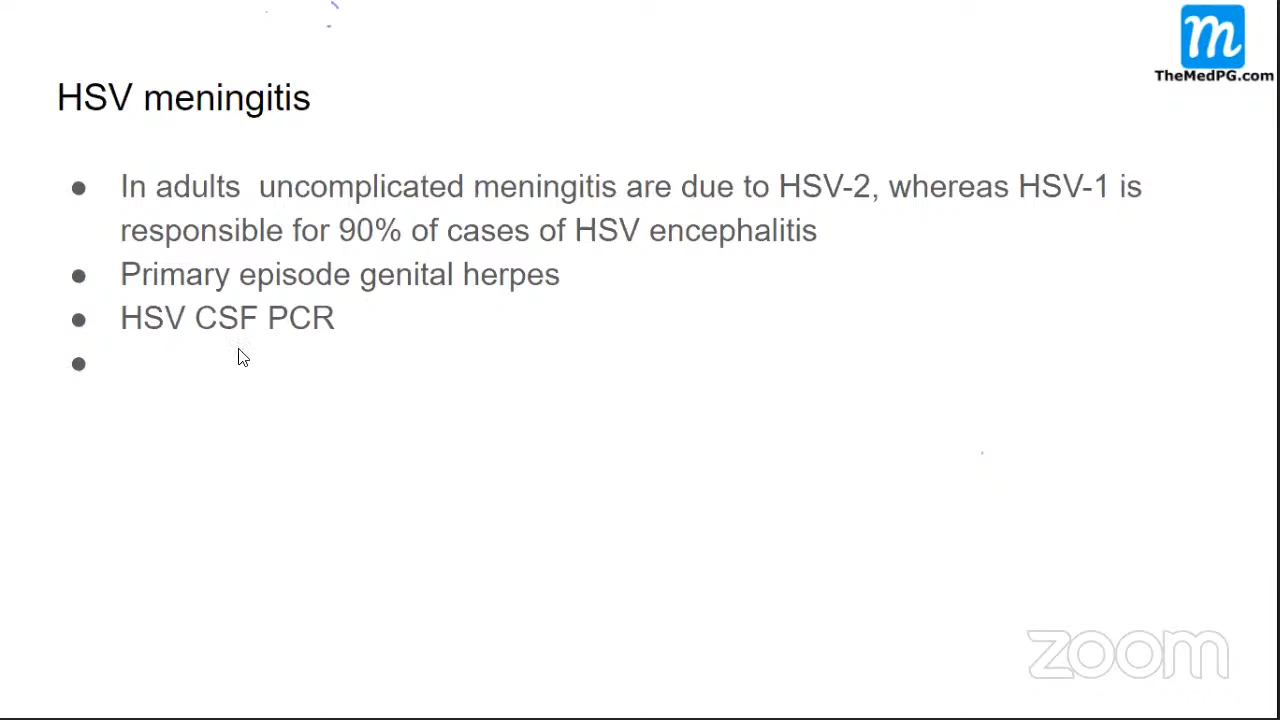 m
TheMedPG.com
HSV meningitis
● In adults  uncomplicated meningitis are due to HSV-2, whereas HSV-1 is
responsible for 90% of cases of HSV encephalitis
● Primary episode genital herpes
● HSV CSF PCR
●
zoom